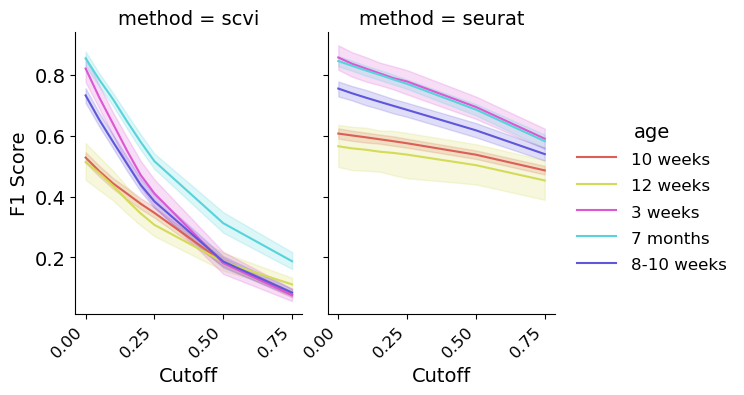 method = scvi
method = seurat
F1 Score
0.8
0.6
0.4
0.2
0.00
0.25
0.50
0.75
0.00
0.25
0.50
0.75
Cutoff
Cutoff
age
10 weeks
12 weeks
3 weeks
7 months
8-10 weeks